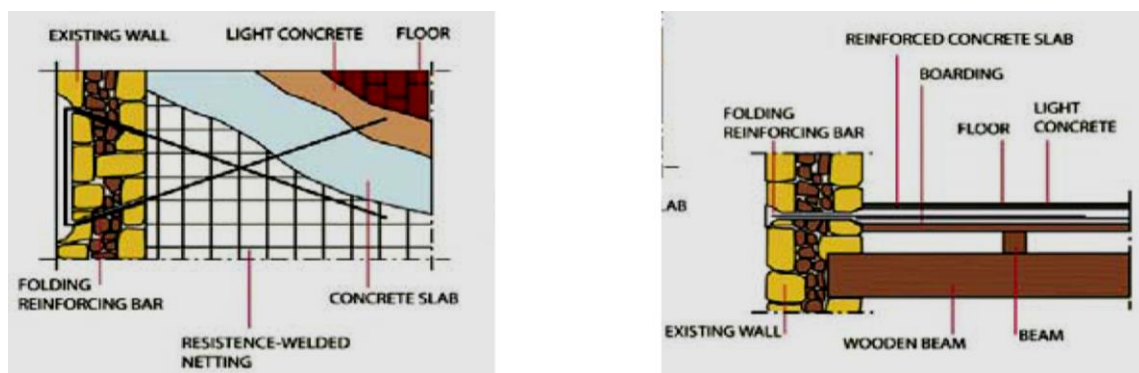 EXISTING WALL
LIGHT CONCRETE
FLOOR
FOLDING
REINFORCING BAR
CONCRETE SLAB
RESISTENCE-WELDED
NETTING
REINFORCED CONCRETE SLAB
BOARDING
FOLDING
REINFORCING BAR
FLOOR
LIGHT
CONCRETE
AB
EXISTING WALL
WOODEN BEAM
BEAM